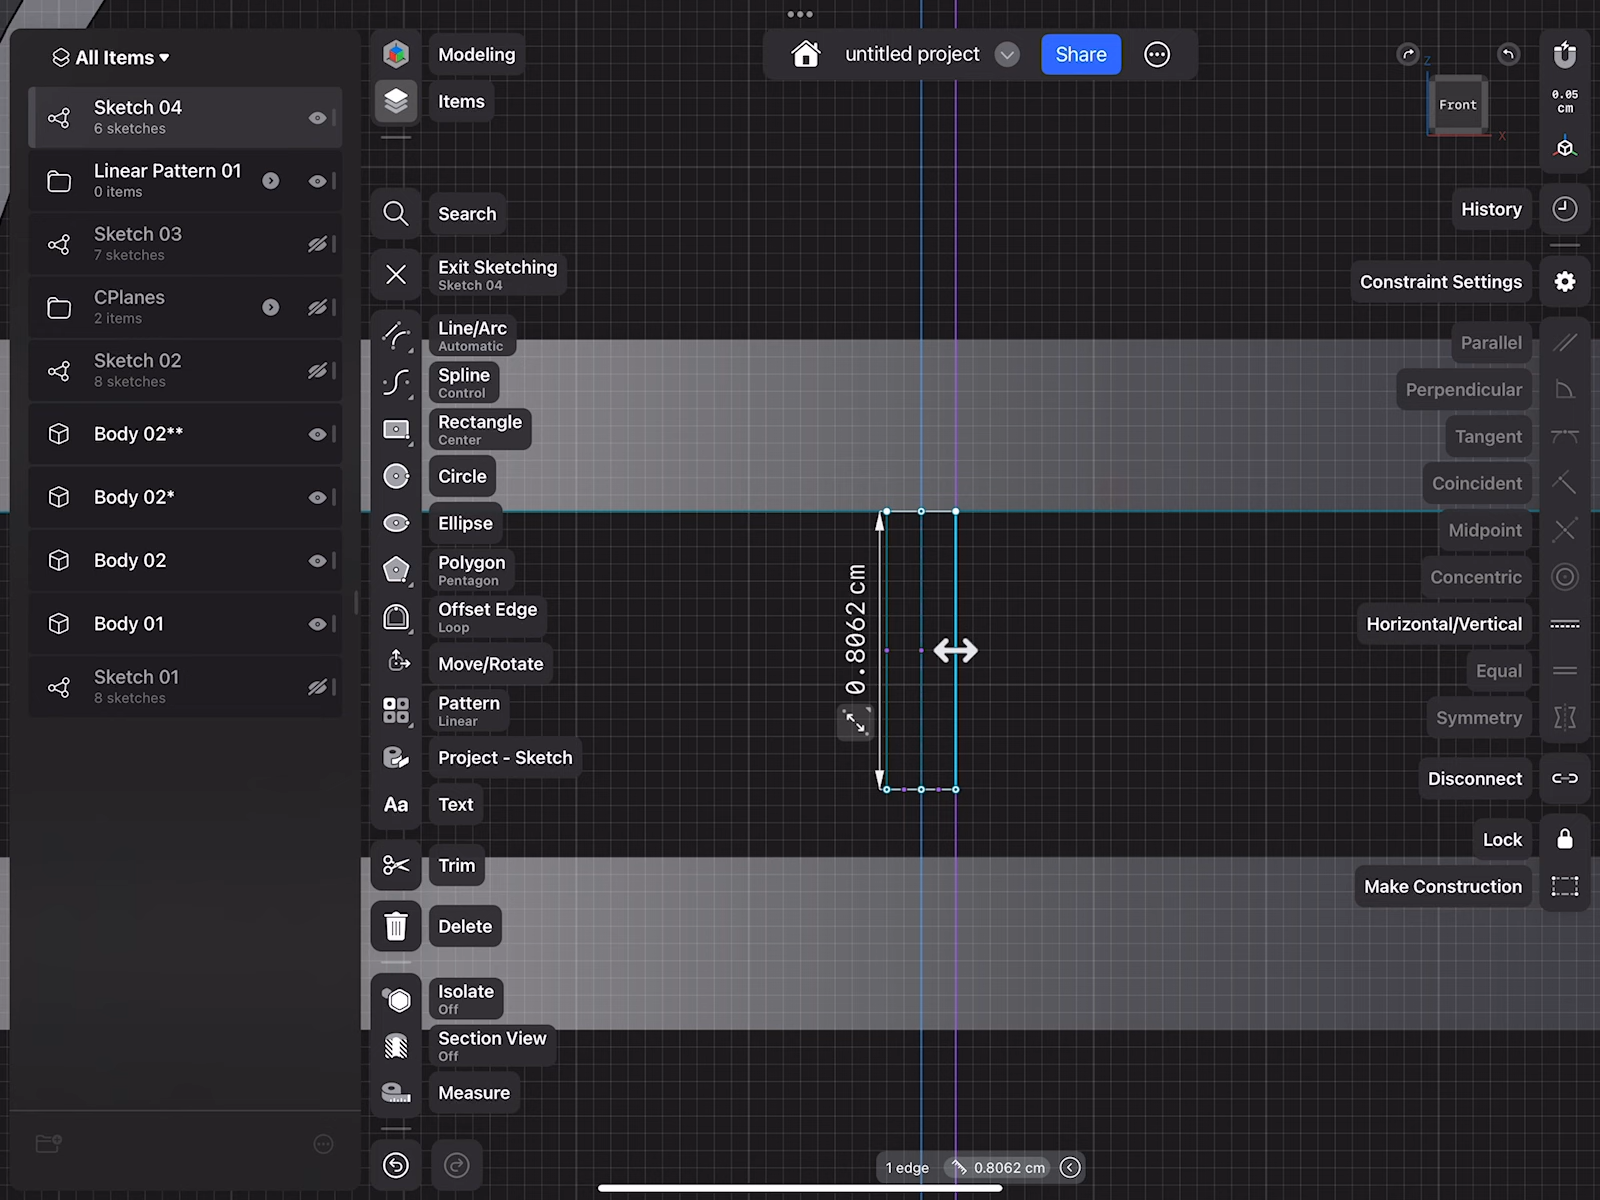 All Items
Sketch 04
6 sketches
Linear Pattern 01
0 items
Sketch 03
7 sketches
CPlanes
2 items
Sketch 02
8 sketches
Body 02**
Body 02*
Body 02
Body 01
Sketch 01
8 sketches
Modeling
Items
Search
Exit Sketching
Sketch 04
Line/Arc
Automatic
Spline
Control
Rectangle
Center
Circle
Ellipse
Polygon
Pentagon
Offset Edge
Loop
Move/Rotate
Pattern
Linear
Project - Sketch
Aa
Text
Trim
Delete
Isolate
Off
Section View
Off
Measure
untitled project
Share
0.8062 cm
1 edge
0.8062 cm
Z
Front
X
0.05
cm
History
Constraint Settings
Parallel
Perpendicular
Tangent
Coincident
Midpoint
Concentric
Horizontal/Vertical
Equal
Symmetry
Disconnect
Lock
Make Construction